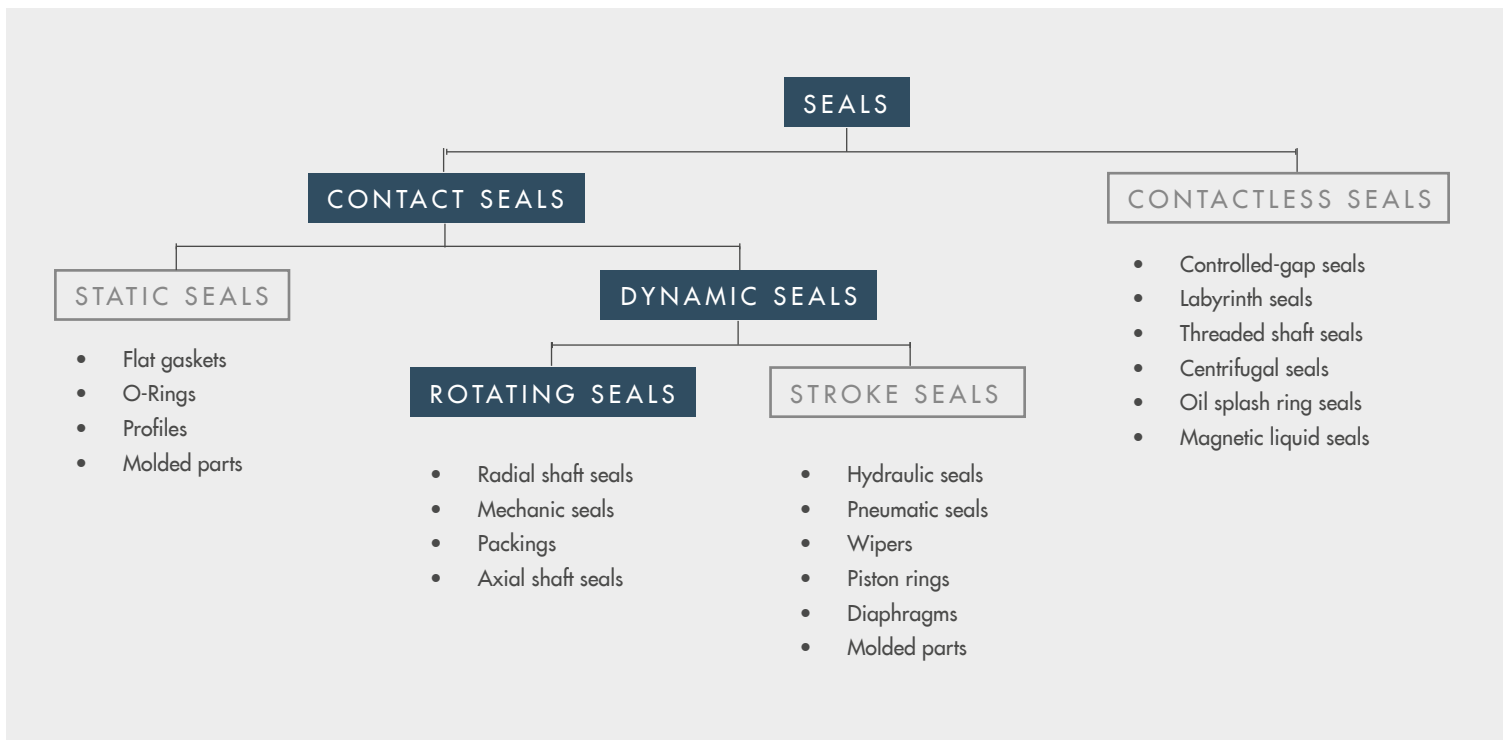 SEALS
CONTACT SEALS
CONTACTLESS SEALS
STATIC SEALS
• Flat gaskets
• O-Rings
• Profiles
• Molded parts
DYNAMIC SEALS
ROTATING SEALS
• Radial shaft seals
• Mechanic seals
• Packings
• Axial shaft seals
STROKE SEALS
• Hydraulic seals
• Pneumatic seals
• Wipers
• Piston rings
• Diaphragms
• Molded parts
• Controlled-gap seals
• Labyrinth seals
• Threaded shaft seals
• Centrifugal seals
• Oil splash ring seals
• Magnetic liquid seals